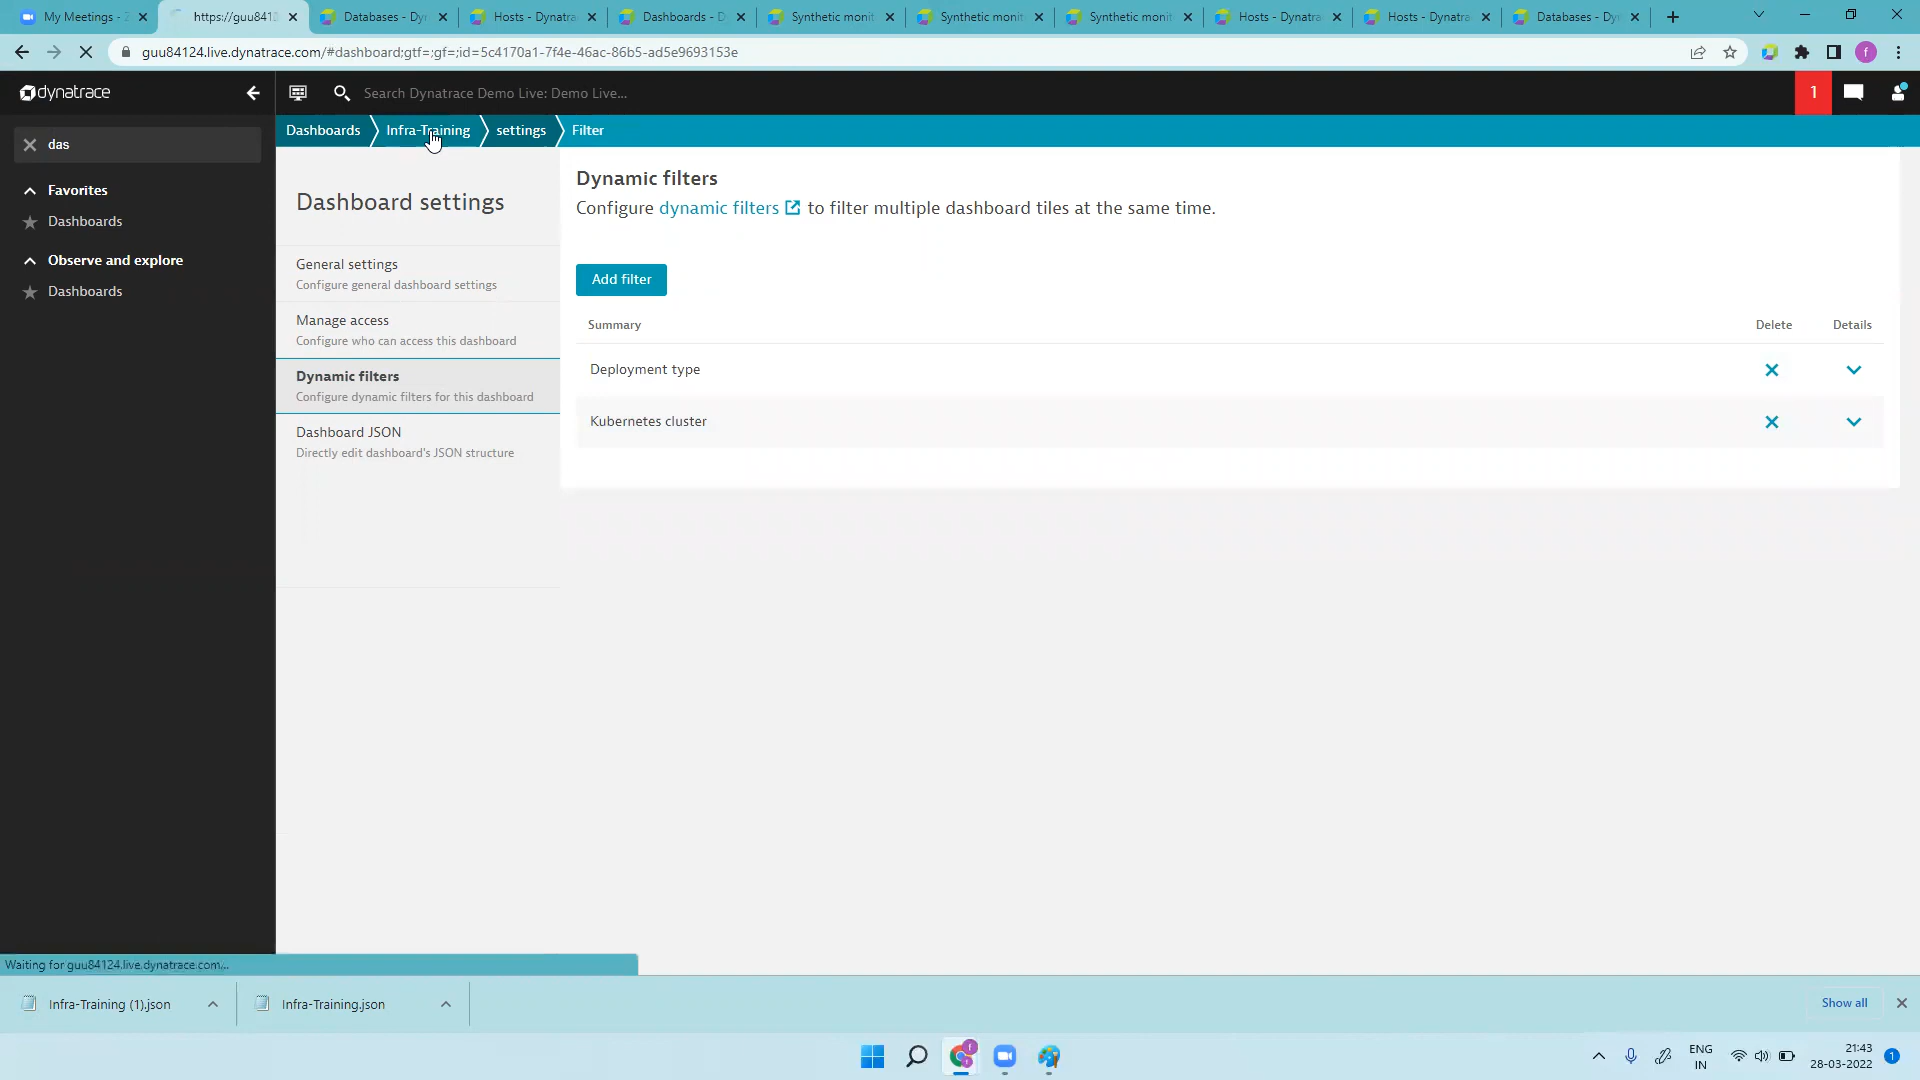 My Meetings - Z
https://guu8412
Databases - Dyn
Hosts - Dynatra
Dashboards - D
Synthetic monit
Synthetic monit
Synthetic monit
Hosts - Dynatra
Hosts - Dynatra
Databases - Dyn
guu84124.live.dynatrace.com/#dashboard;gtf=;gf=;id=5c4170a1-7f4e-46ac-86b5-ad5e9693153e
f
dynatrace
Search Dynatrace Demo Live: Demo Live...
1
Dashboards
Infra-Training
settings
Filter
das
Favorites
Dashboards
Observe and explore
Dashboards
Dashboard settings
General settings
Configure general dashboard settings
Manage access
Configure who can access this dashboard
Dynamic filters
Configure dynamic filters for this dashboard
Dashboard JSON
Directly edit dashboard's JSON structure
Dynamic filters
Configure dynamic filters to filter multiple dashboard tiles at the same time.
Add filter
Summary
Delete
Details
Deployment type
Kubernetes cluster
Waiting for guu84124.live.dynatrace.com...
Infra-Training (1).json
Infra-Training.json
Show all
ENG
IN
21:43
28-03-2022
1